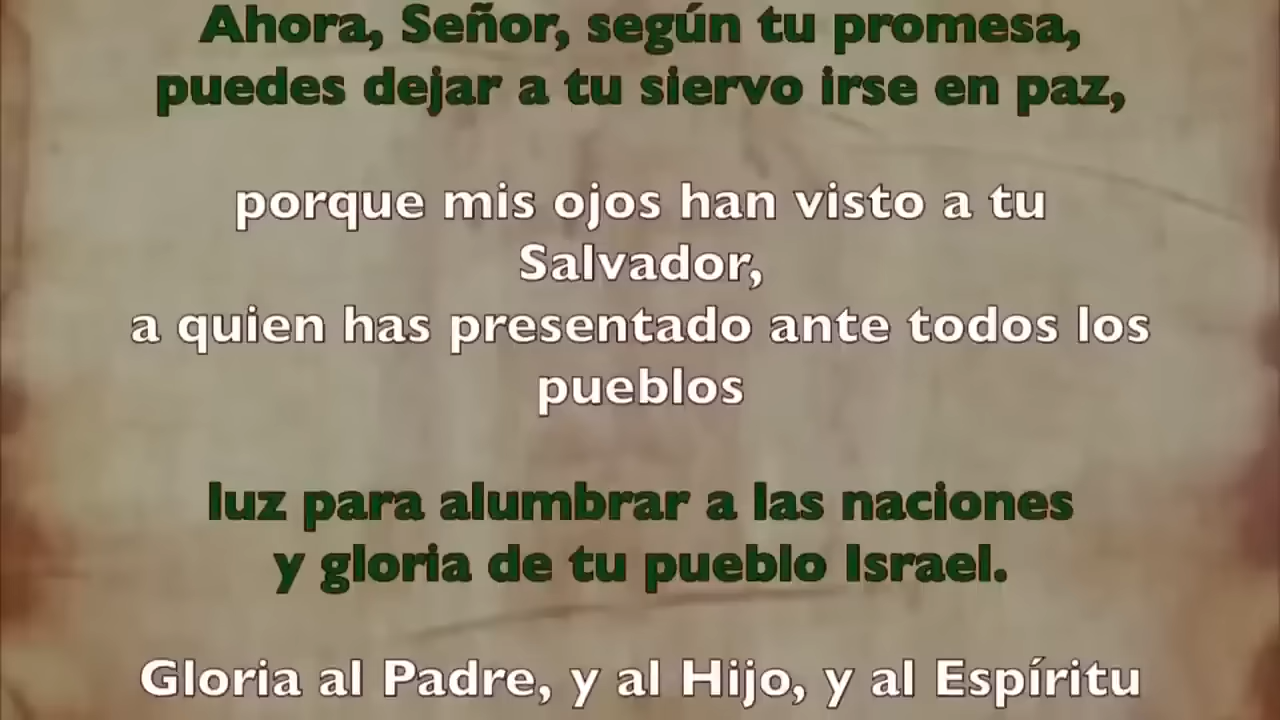 Ahora, Señor, según tu promesa,
puedes dejar a tu siervo irse en paz,
porque mis ojos han visto a tu
Salvador,
a quien has presentado ante todos los
pueblos
luz para alumbrar a las naciones
y gloria de tu pueblo Israel.
Gloria al Padre, y al Hijo, y al Espíritu